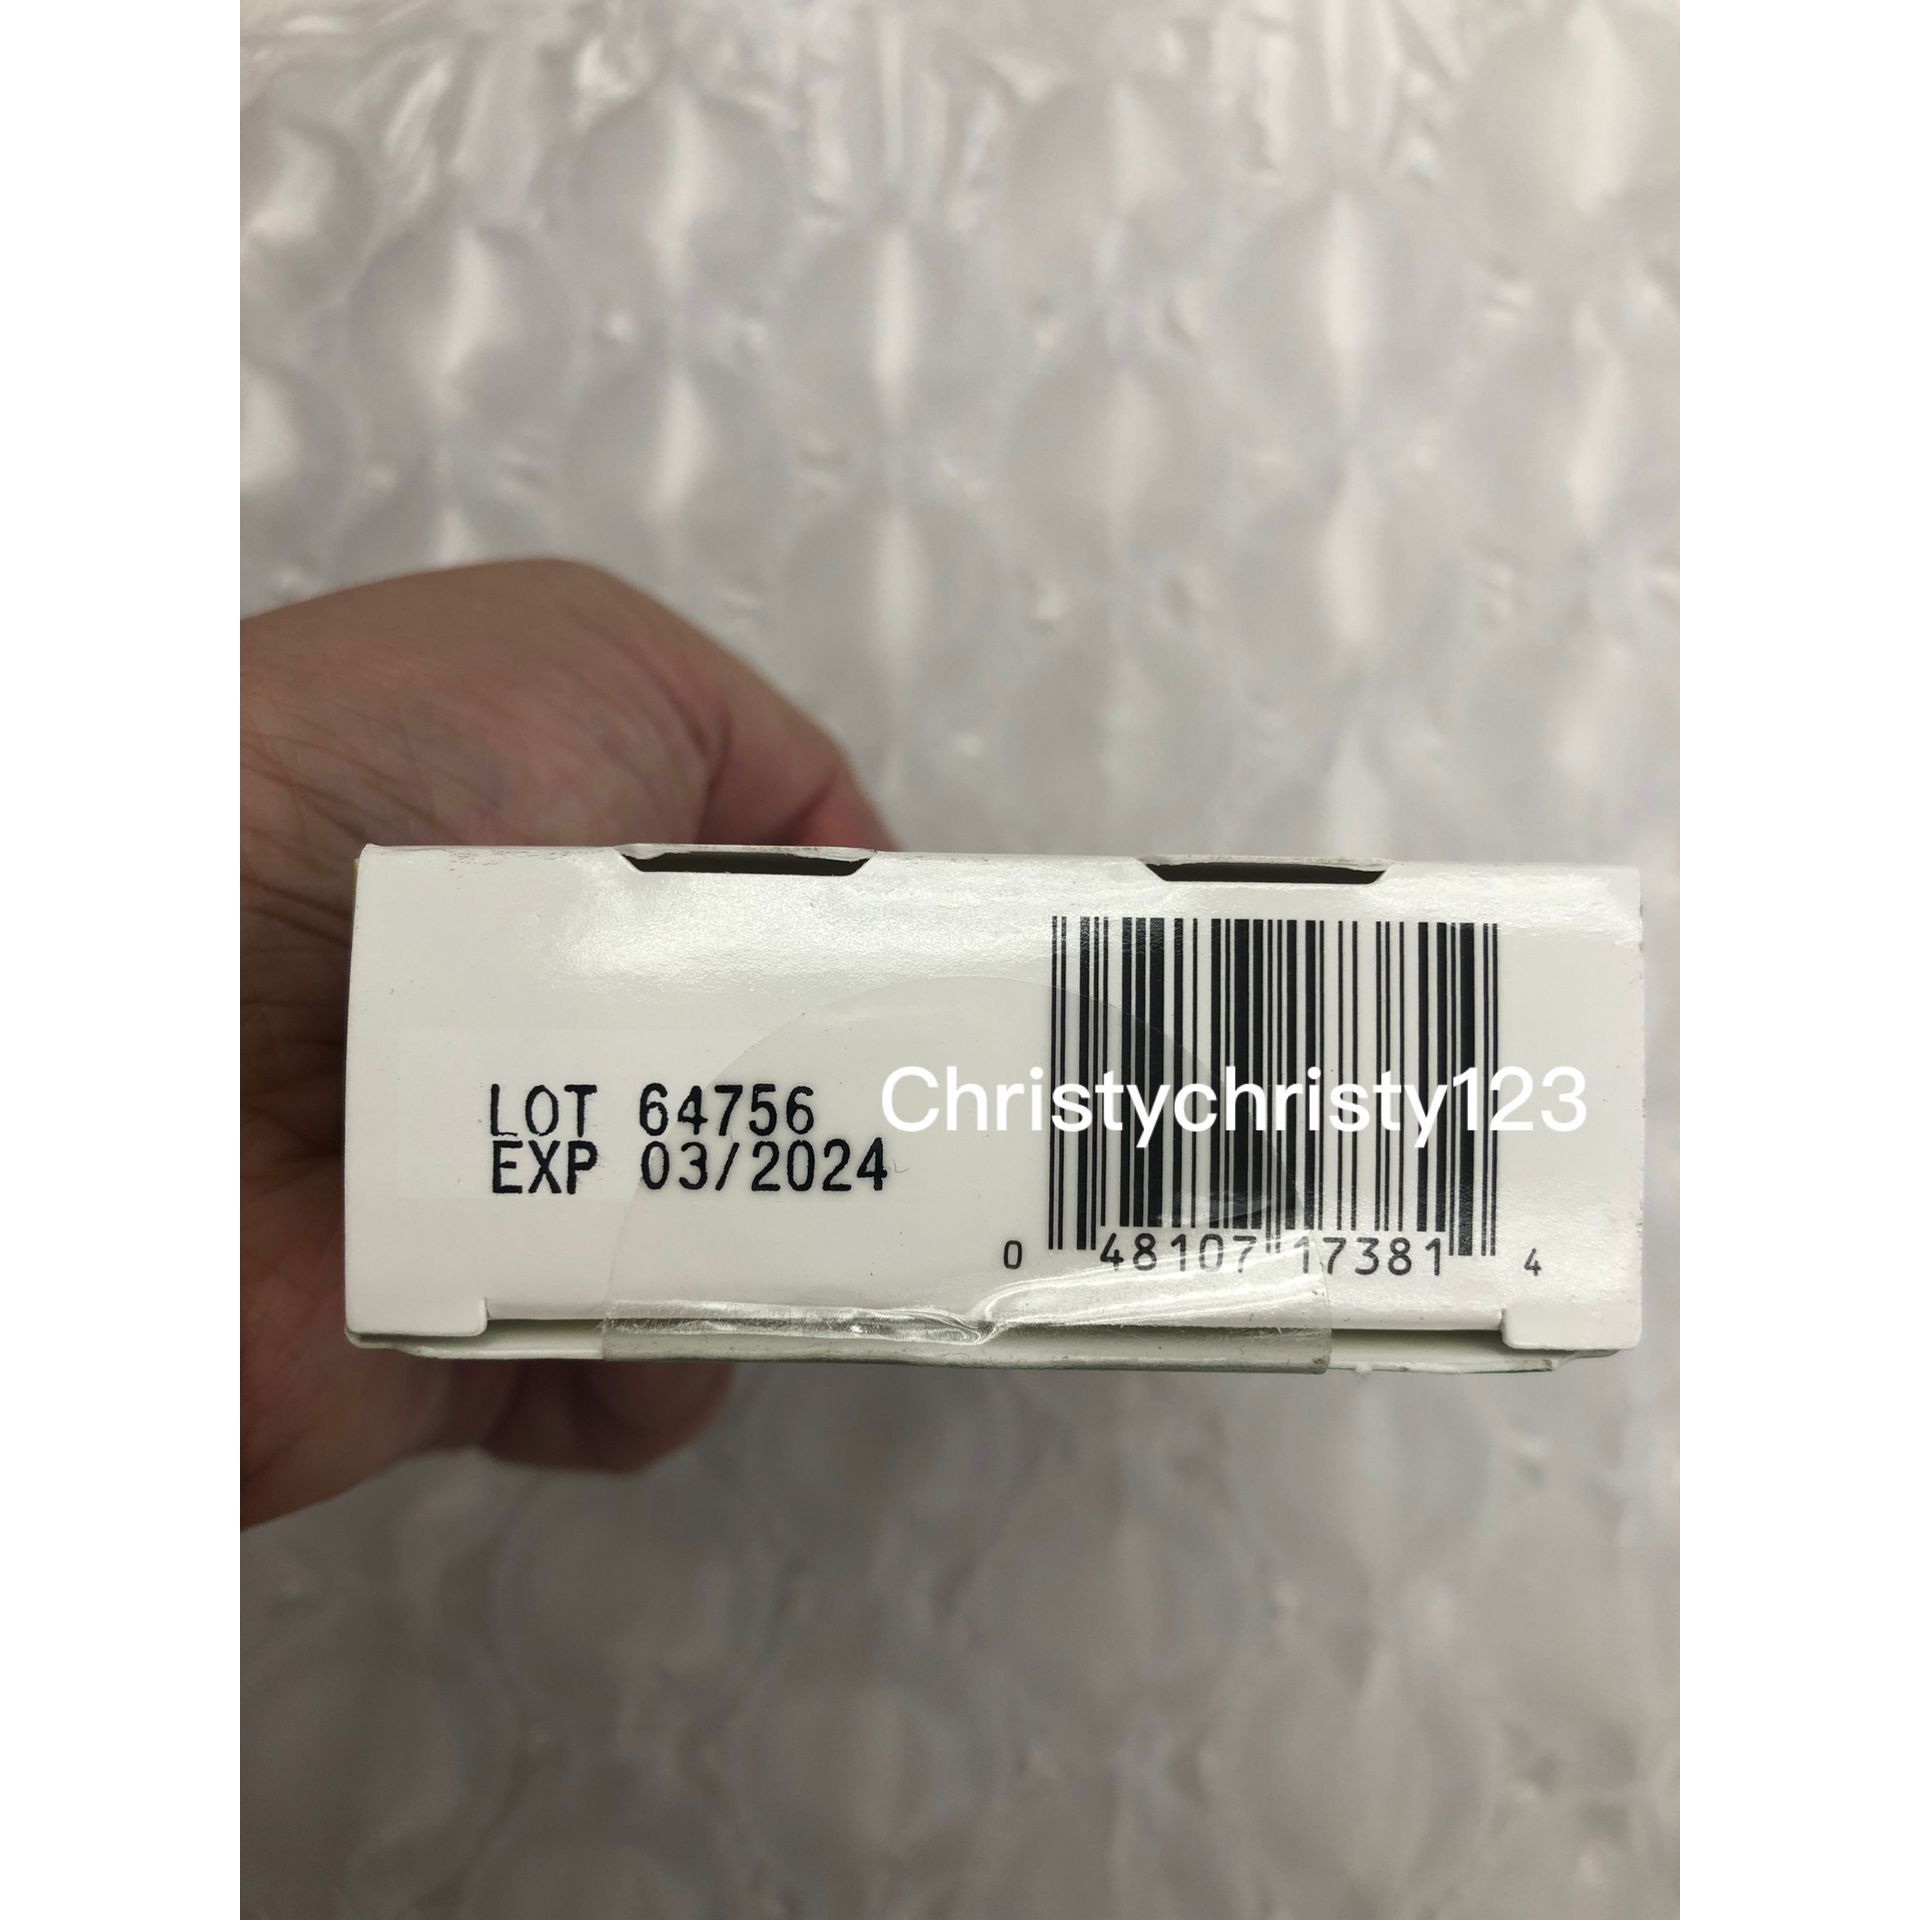 LOT 64756
EXP 03/2024
Christychristy123
0 48107 17381 4